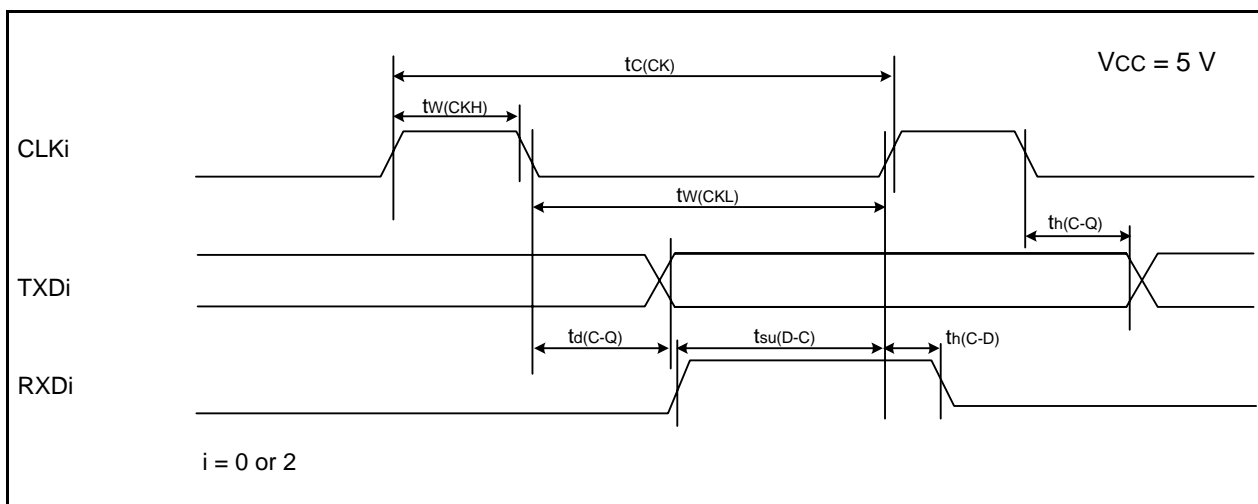 VCC = 5 V
tC(CK)
tW(CKH)
CLKi
tW(CKL)
th(C-Q)
TXDi
td(C-Q)
tsu(D-C)
th(C-D)
RXDi
i = 0 or 2